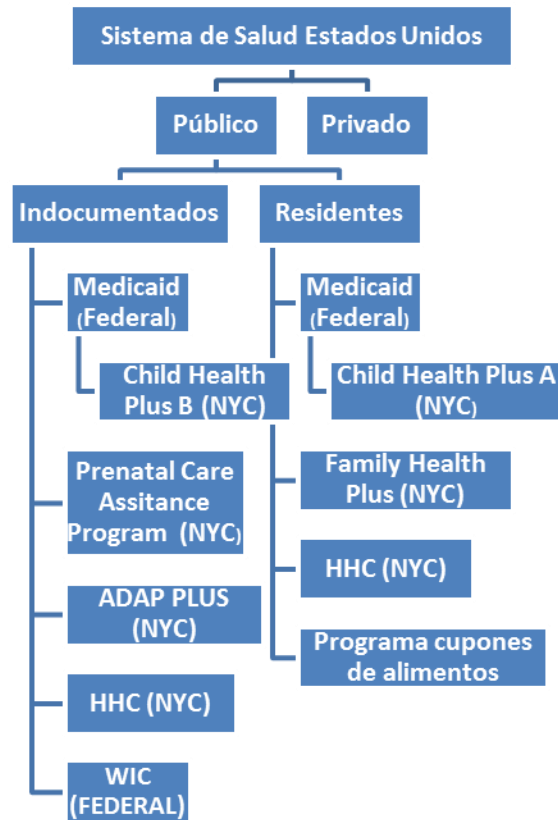 Sistema de Salud Estados Unidos
Público
Privado
Indocumentados
Residentes
Medicaid
(Federal)
Child Health
Plus B (NYC)
Prenatal Care
Assitance
Program (NYC)
ADAP PLUS
(NYC)
HHC (NYC)
WIC
(FEDERAL)
Medicaid
(Federal)
Child Health Plus A
(NYC)
Family Health
Plus (NYC)
HHC (NYC)
Programa cupones
de alimentos